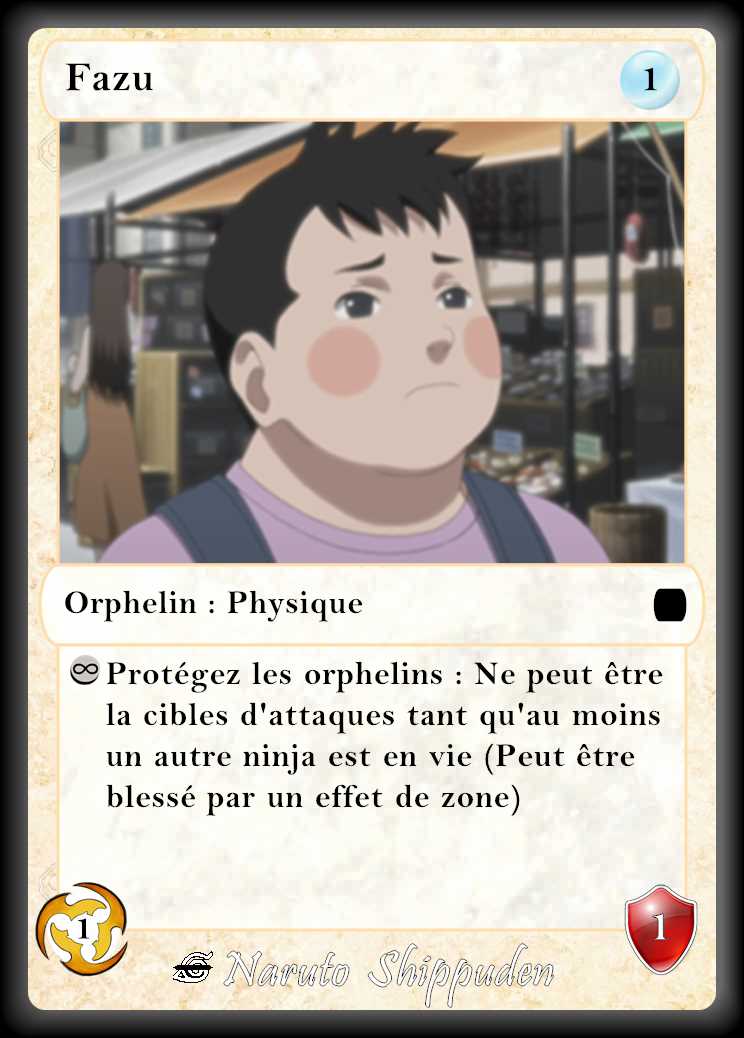 Fazu
1
Orphelin : Physique
Protégez les orphelins : Ne peut être
la cibles d'attaques tant qu'au moins
un autre ninja est en vie (Peut être
blessé par un effet de zone)
1
1
Naruto Shippuden